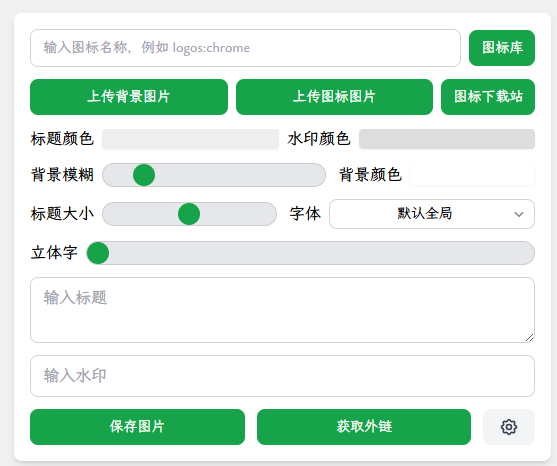 输入图标名称，例如 logos:chrome 图标库
上传背景图片 上传图标图片 图标下载站
标题颜色 水印颜色
背景模糊 背景颜色
标题大小 字体 默认全局
立体字
输入标题
输入水印
保存图片 获取外链